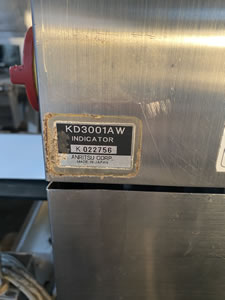 KD3001AW
INDICATOR
K 022756
ANRITSU CORP.
MADE IN JAPAN